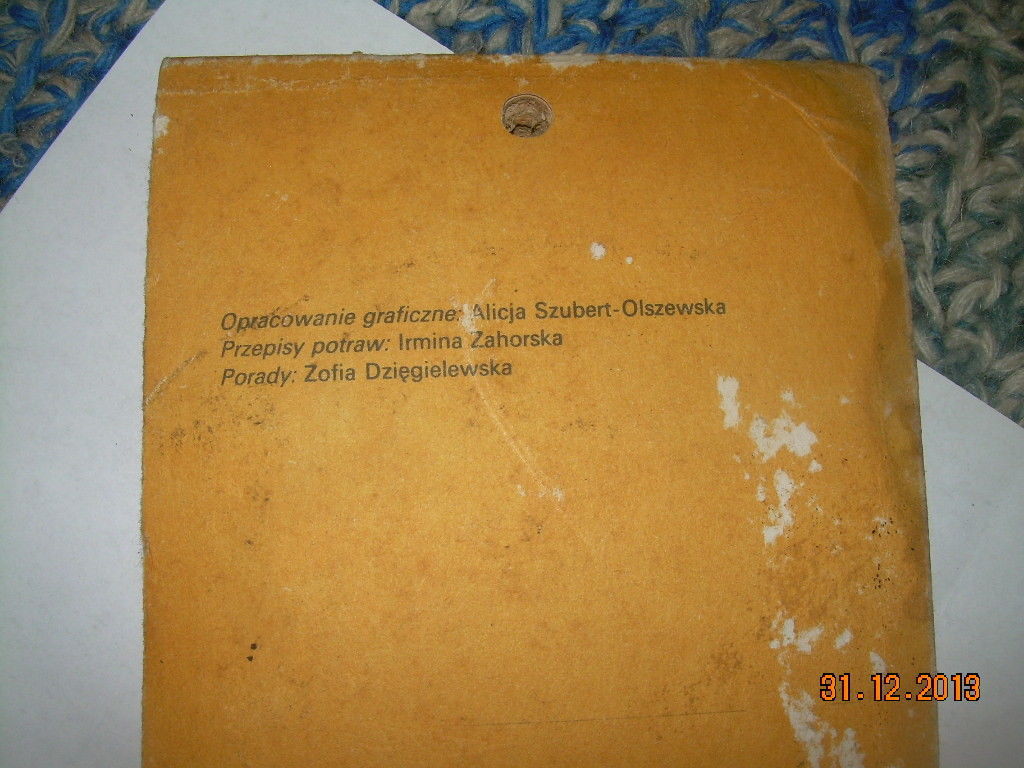 Opracowanie graficzne: Alicja Szubert-Olszewska
Przepisy potraw: Irmina Zahorska
Porady: Zofia Dzięgielewska
31.12.2013